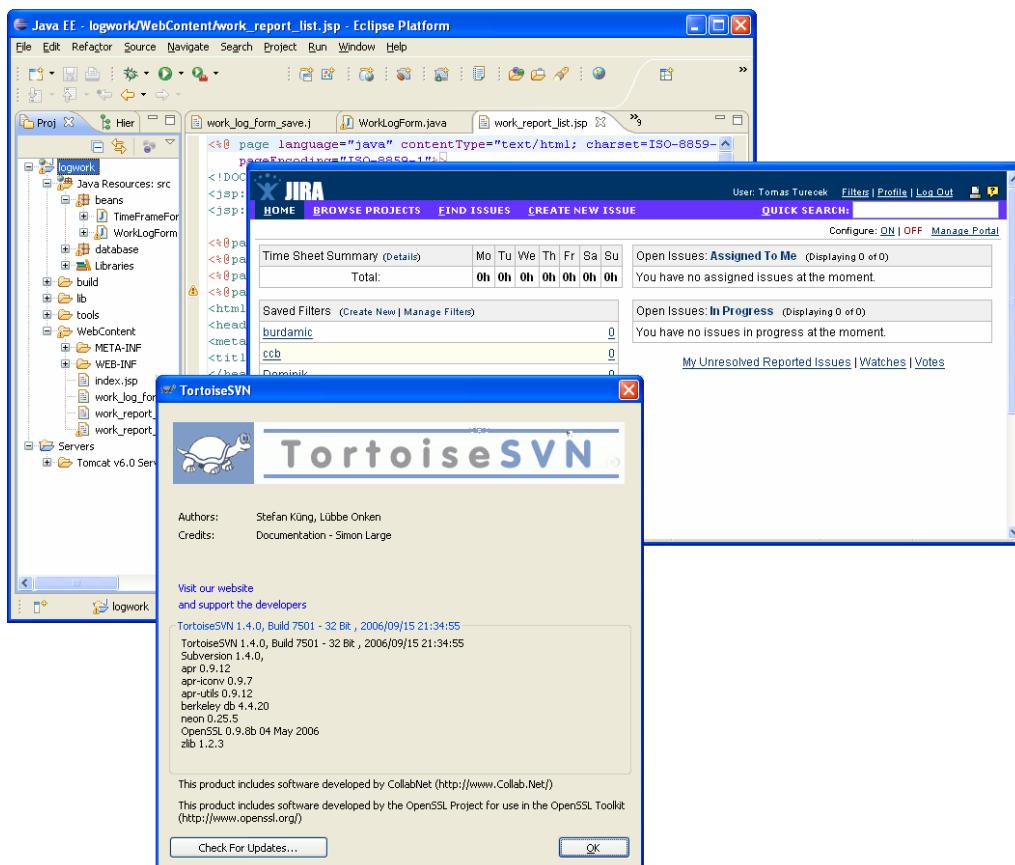 Java EE - logwork/WebContent/work_report_list.jsp - Eclipse Platform
File Edit Refactor Source Navigate Search Project Run Window Help
Proj
Hier
work_log_form_save.j
WorkLogForm.java
work_report_list.jsp
9
logwork
Java Resources: src
beans
TimeFrameFor
WorkLogForm
database
Libraries
build
lib
tools
WebContent
META-INF
WEB-INF
index.jsp
work_log_for
work_report_
work_report_
Servers
Tomcat v6.0 Serv
logwork
<%@ page language="java" contentType="text/html; charset=ISO-8859-
pageEncoding="ISO-8859-1"%>
<!DOC
<jsp:
<jsp:
<%@pa
<%@pa
<%@pa
<%@pa
<html
<head
<meta
<titl
</hea
JIRA
User: Tomas Turecek Filters | Profile | Log Out
HOME BROWSE PROJECTS FIND ISSUES CREATE NEW ISSUE QUICK SEARCH:
Configure: ON | OFF Manage Portal
Time Sheet Summary (Details) Mo Tu We Th Fr Sa Su
Total: 0h 0h 0h 0h 0h 0h 0h
Saved Filters (Create New | Manage Filters)
burdamic 0
ccb 0
Dominik 0
Open Issues: Assigned To Me (Displaying 0 of 0)
You have no assigned issues at the moment.
Open Issues: In Progress (Displaying 0 of 0)
You have no issues in progress at the moment.
My Unresolved Reported Issues | Watches | Votes
TortoiseSVN
TortoiseSVN
Authors: Stefan Küng, Lübbe Onken
Credits: Documentation - Simon Large
Visit our website
and support the developers
TortoiseSVN 1.4.0, Build 7501 - 32 Bit , 2006/09/15 21:34:55
TortoiseSVN 1.4.0, Build 7501 - 32 Bit , 2006/09/15 21:34:55
Subversion 1.4.0,
apr 0.9.12
apr-iconv 0.9.7
apr-utils 0.9.12
berkeley db 4.4.20
neon 0.25.5
OpenSSL 0.9.8b 04 May 2006
zlib 1.2.3
This product includes software developed by CollabNet (http://www.Collab.Net/)
This product includes software developed by the OpenSSL Project for use in the OpenSSL Toolkit
(http://www.openssl.org/)
Check For Updates...
OK